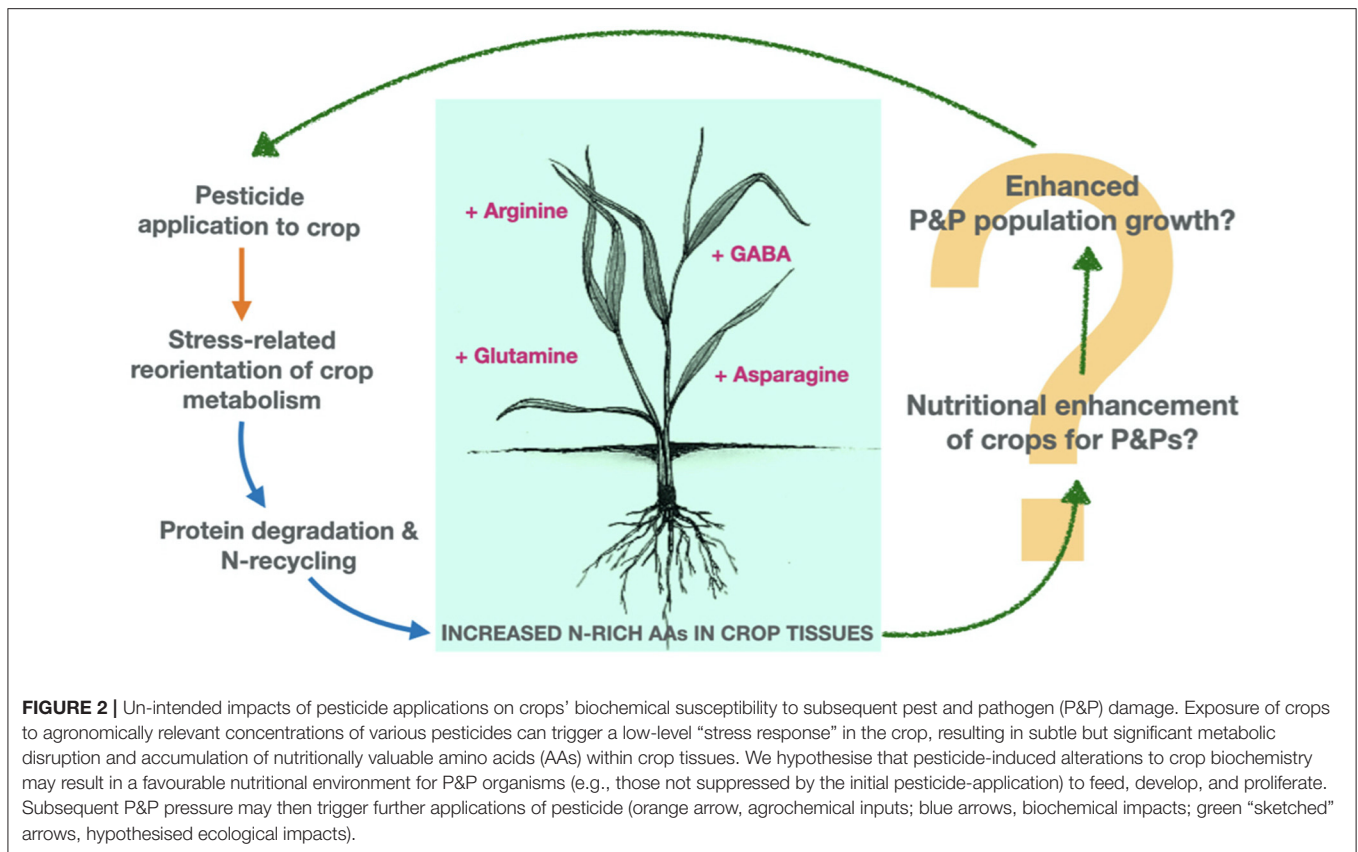 Pesticide
application to crop
Stress-related
reorientation of crop
metabolism
Protein degradation &
N-recycling
+ Arginine
+ GABA
+ Glutamine
+ Asparagine
INCREASED N-RICH AAs IN CROP TISSUES
Enhanced
P&P population growth?
Nutritional enhancement
of crops for P&Ps?
?
FIGURE 2 | Un-intended impacts of pesticide applications on crops' biochemical susceptibility to subsequent pest and pathogen (P&P) damage. Exposure of crops
to agronomically relevant concentrations of various pesticides can trigger a low-level “stress response” in the crop, resulting in subtle but significant metabolic
disruption and accumulation of nutritionally valuable amino acids (AAs) within crop tissues. We hypothesise that pesticide-induced alterations to crop biochemistry
may result in a favourable nutritional environment for P&P organisms (e.g., those not suppressed by the initial pesticide-application) to feed, develop, and proliferate.
Subsequent P&P pressure may then trigger further applications of pesticide (orange arrow, agrochemical inputs; blue arrows, biochemical impacts; green “sketched”
arrows, hypothesised ecological impacts).